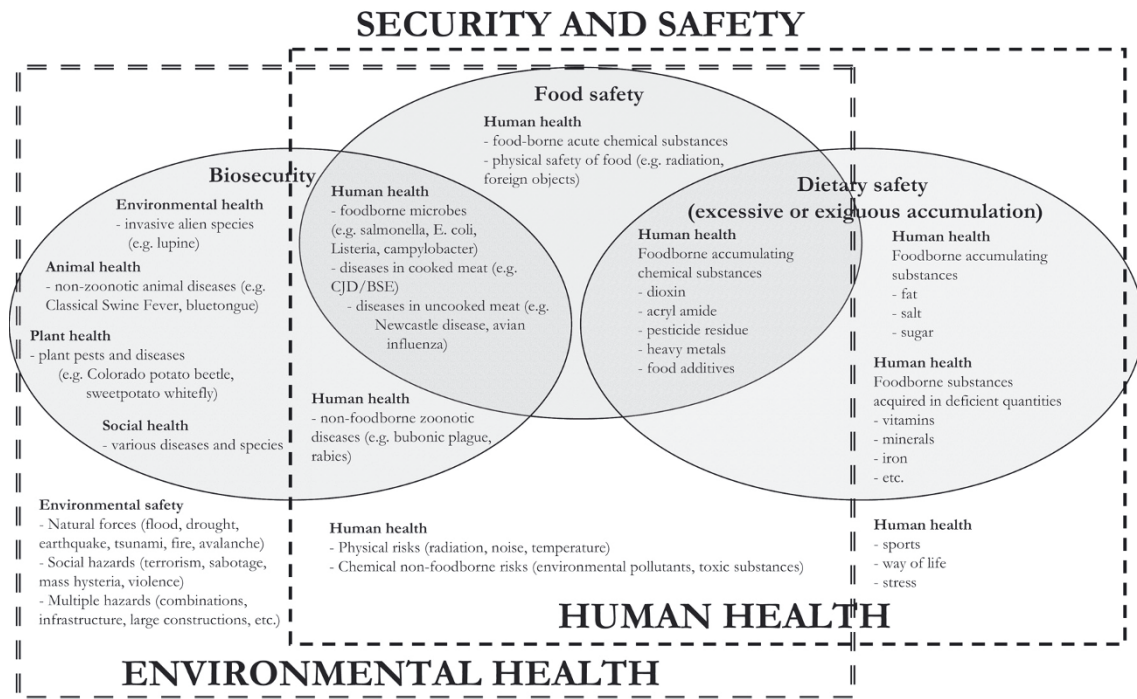 SECURITY AND SAFETY
Food safety
Human health
- food-borne acute chemical substances
- physical safety of food (e.g. radiation,
foreign objects)
Biosecurity
Environmental health
- invasive alien species
(e.g. lupine)
Animal health
- non-zoonotic animal diseases (e.g.
Classical Swine Fever, bluetongue)
Plant health
- plant pests and diseases
(e.g. Colorado potato beetle,
sweetpotato whitefly)
Social health
- various diseases and species
Human health
- foodborne microbes
(e.g. salmonella, E. coli,
Listeria, campylobacter)
- diseases in cooked meat (e.g.
CJD/BSE)
- diseases in uncooked meat (e.g.
Newcastle disease, avian
influenza)
Human health
- non-foodborne zoonotic
diseases (e.g. bubonic plague,
rabies)
Dietary safety
(excessive or exiguous accumulation)
Human health
Foodborne accumulating
chemical substances
- dioxin
- acryl amide
- pesticide residue
- heavy metals
- food additives
Human health
Foodborne accumulating
substances
- fat
- salt
- sugar
Human health
Foodborne substances
acquired in deficient quantities
- vitamins
- minerals
- iron
- etc.
Environmental safety
- Natural forces (flood, drought,
earthquake, tsunami, fire, avalanche)
- Social hazards (terrorism, sabotage,
mass hysteria, violence)
- Multiple hazards (combinations,
infrastructure, large constructions, etc.)
Human health
- Physical risks (radiation, noise, temperature)
- Chemical non-foodborne risks (environmental pollutants, toxic substances)
Human health
- sports
- way of life
- stress
HUMAN HEALTH
ENVIRONMENTAL HEALTH